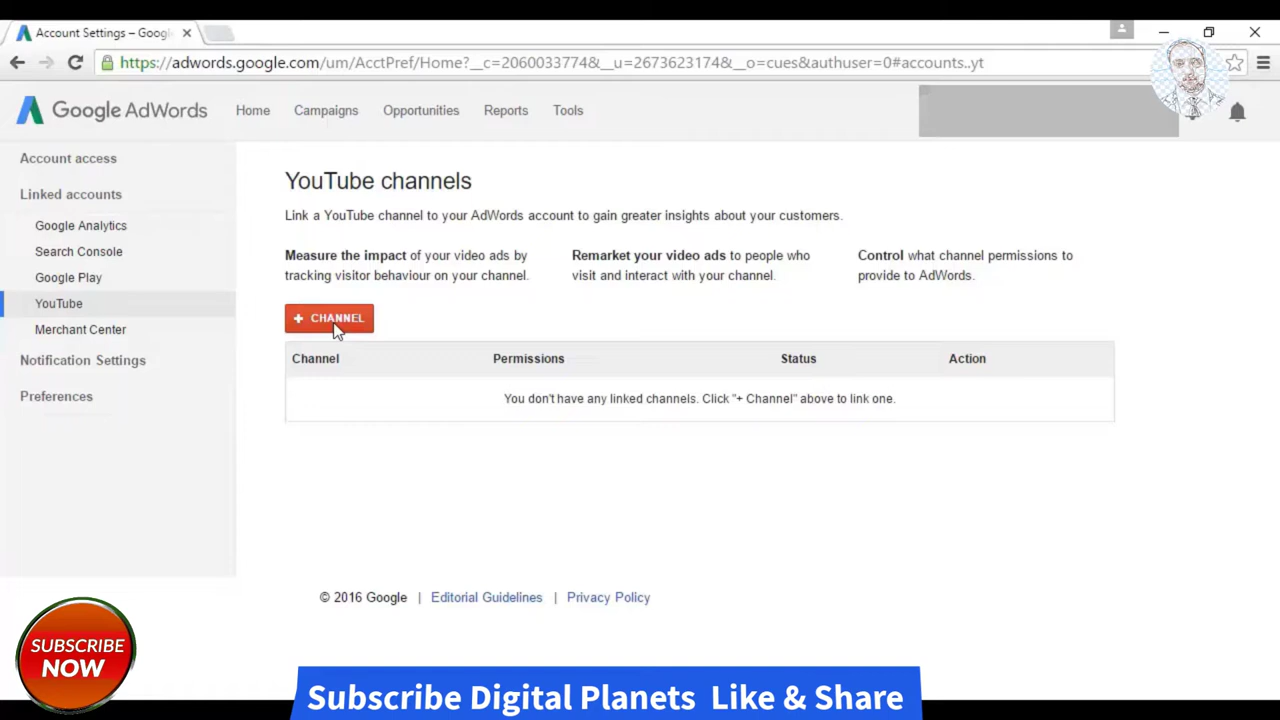 Account Settings – Googl
https://adwords.google.com/um/AcctPref/Home?__c=2060033774&__u=2673623174&__o=cues&authuser=0#accounts..yt
Google AdWords Home Campaigns Opportunities Reports Tools
Account access
Linked accounts
Google Analytics
Search Console
Google Play
YouTube
Merchant Center
Notification Settings
Preferences
YouTube channels
Link a YouTube channel to your AdWords account to gain greater insights about your customers.
Measure the impact of your video ads by
tracking visitor behaviour on your channel.
Remarket your video ads to people who
visit and interact with your channel.
Control what channel permissions to
provide to AdWords.
+ CHANNEL
Channel Permissions Status Action
You don't have any linked channels. Click "+ Channel" above to link one.
© 2016 Google | Editorial Guidelines | Privacy Policy
SUBSCRIBE
NOW
Subscribe Digital Planets Like & Share